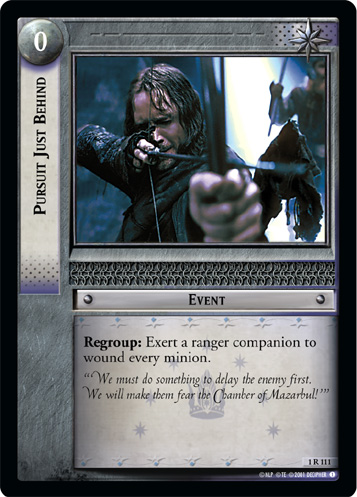 0
PURSUIT JUST BEHIND
EVENT
Regroup: Exert a ranger companion to
wound every minion.
“‘We must do something to delay the enemy first.
We will make them fear the Chamber of Mazarbul!’”
1 R 111
©NLP ™TE ©2001 DECIPHER